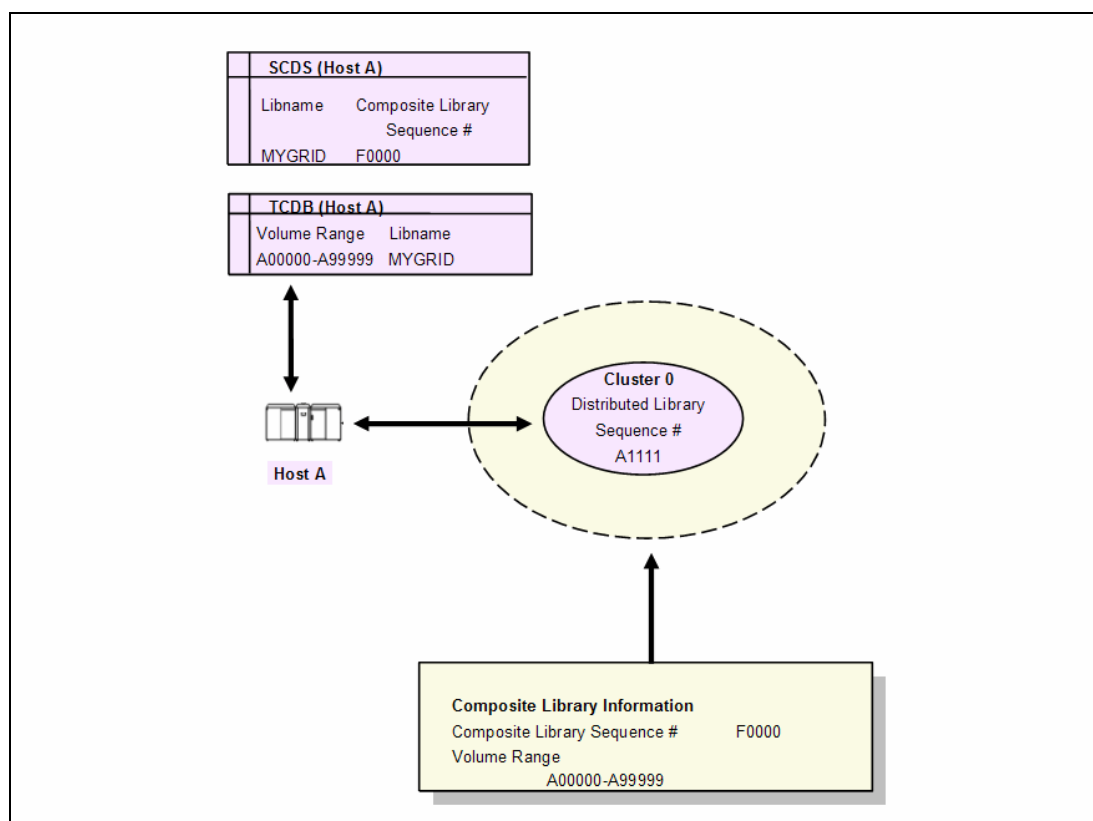 SCDS (Host A)
Libname Composite Library
Sequence #
MYGRID F0000
TCDB (Host A)
Volume Range Libname
A00000-A99999 MYGRID
Cluster 0
Distributed Library
Sequence #
A1111
Host A
Composite Library Information
Composite Library Sequence # F0000
Volume Range
A00000-A99999